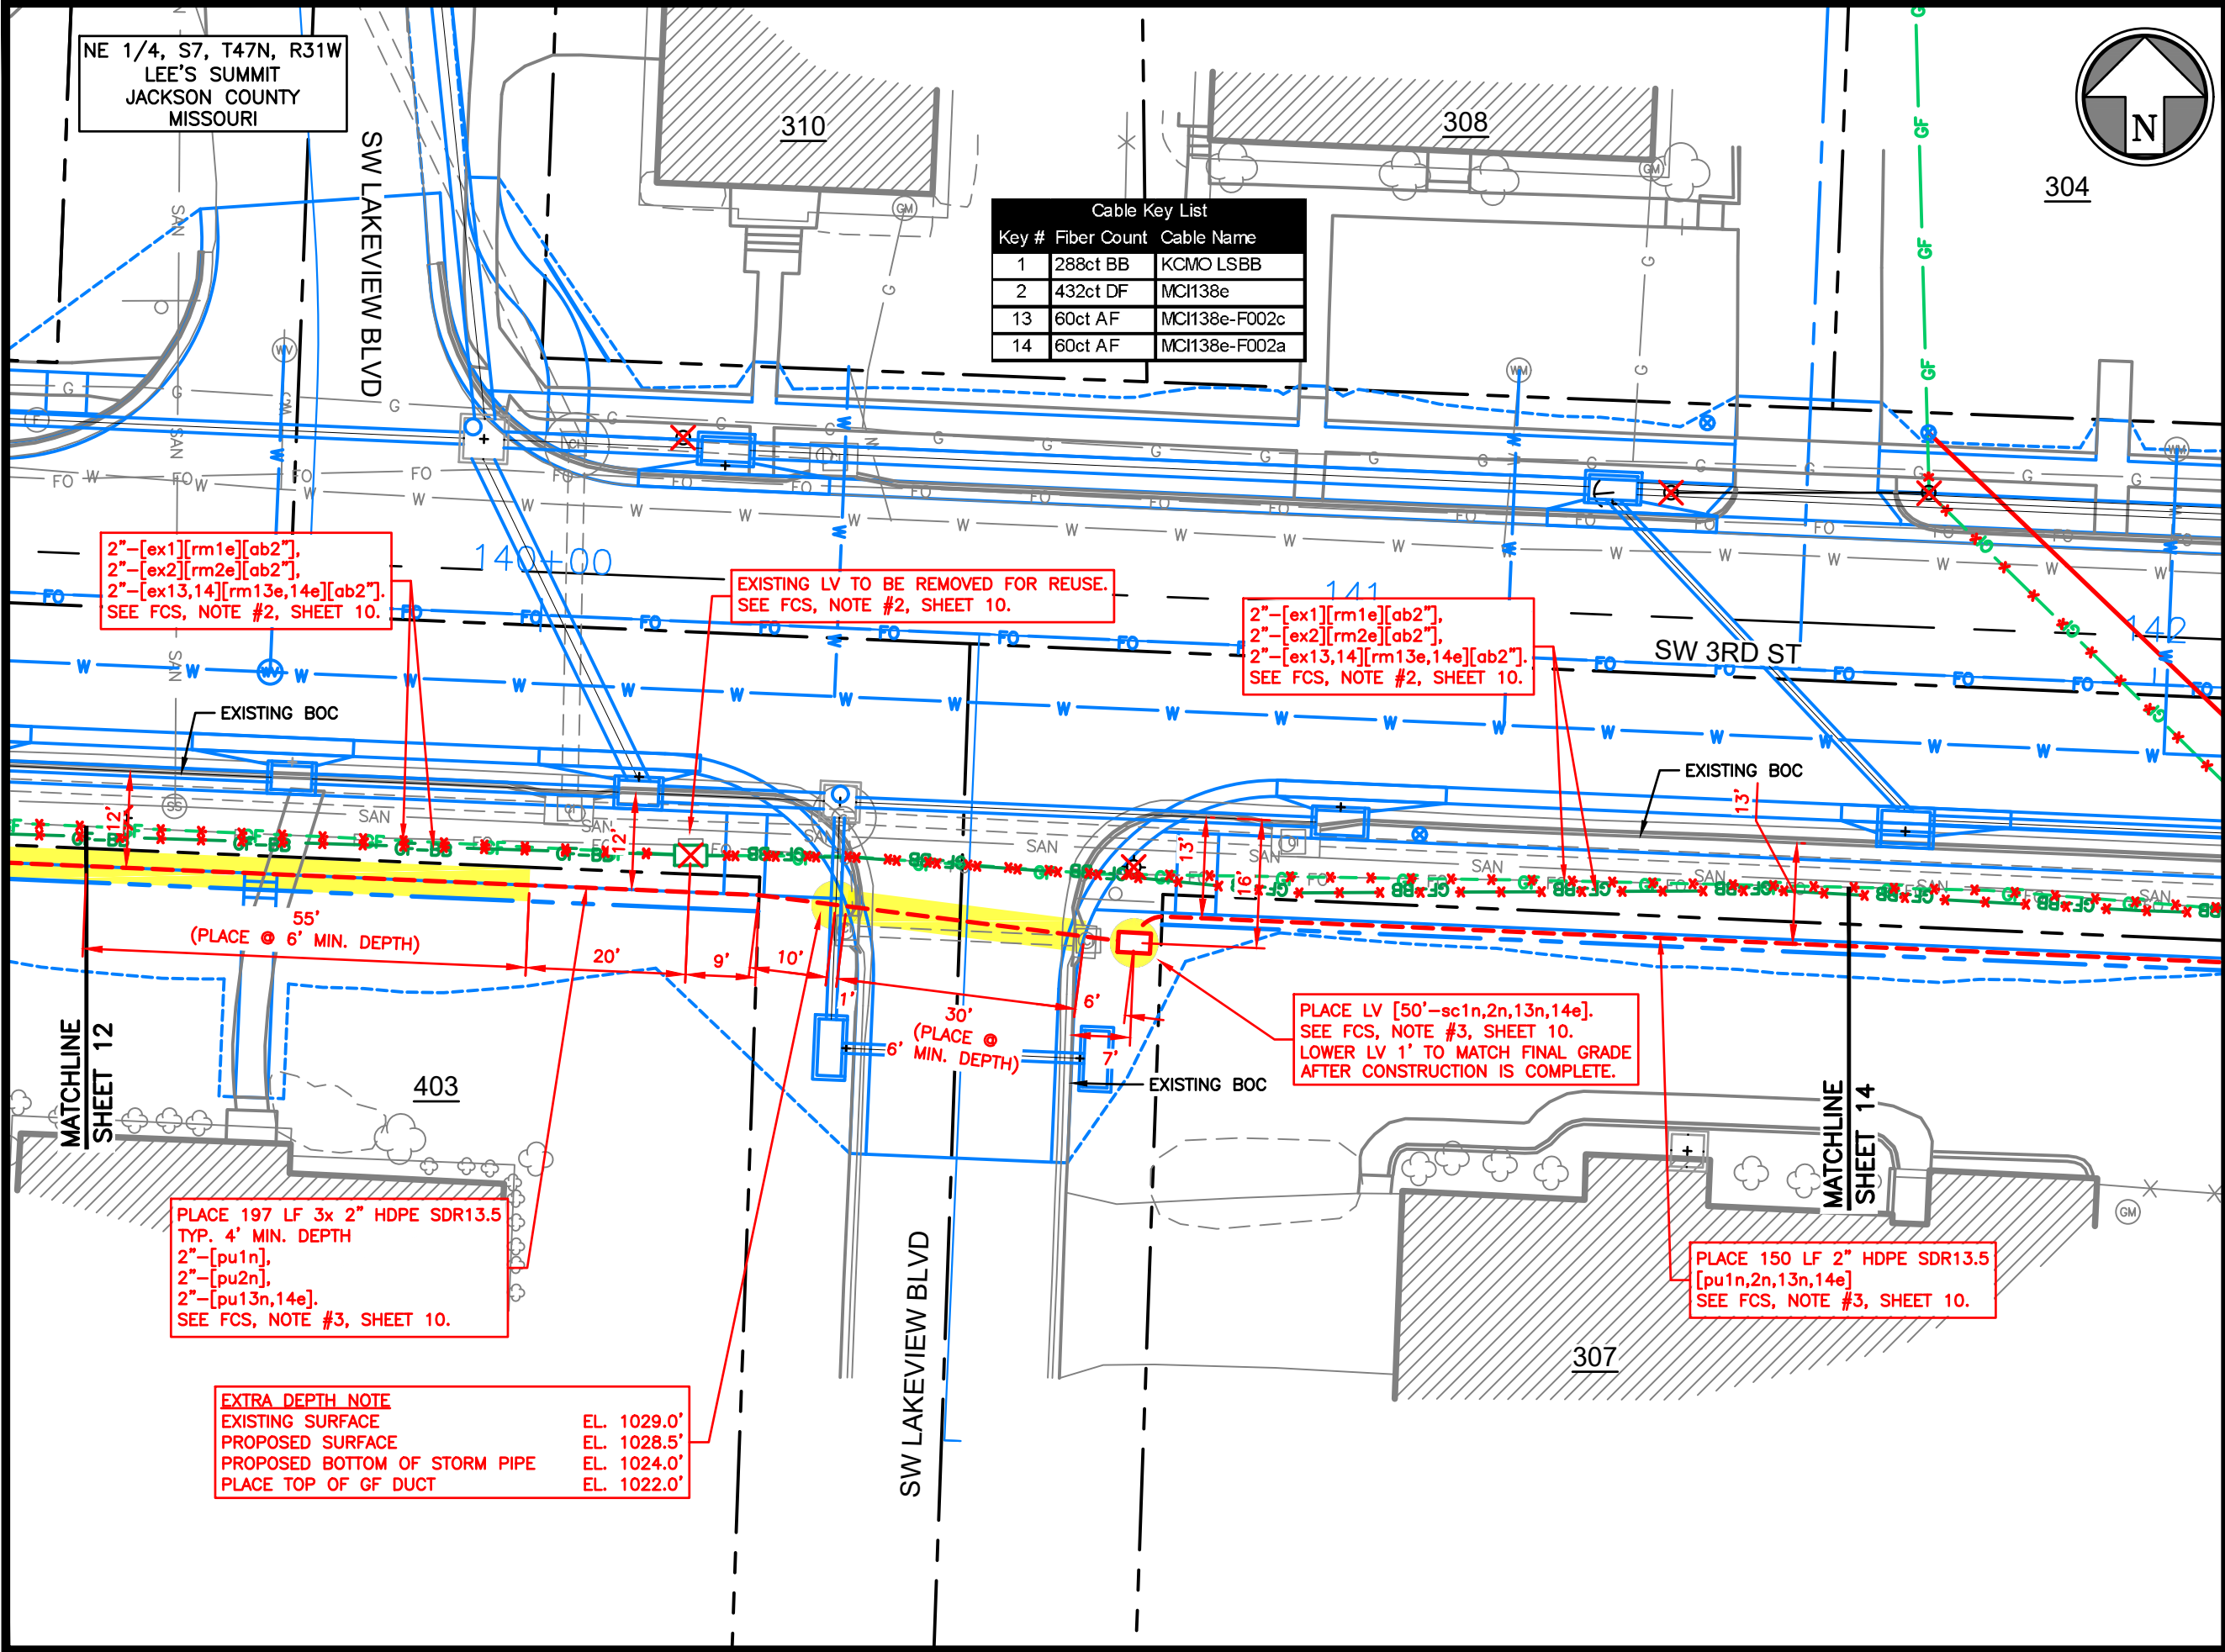 NE 1/4, S7, T47N, R31W
LEE'S SUMMIT
JACKSON COUNTY
MISSOURI
SW LAKEVIEW BLVD
310
308
304
N
Cable Key List
Key # Fiber Count Cable Name
1 288ct BB KCMO LSBB
2 432ct DF MCI138e
13 60ct AF MCI138e-F002c
14 60ct AF MCI138e-F002a
2"-[ex1][rm1e][ab2"],
2"-[ex2][rm2e][ab2"],
2"-[ex13,14][rm13e,14e][ab2"].
SEE FCS, NOTE #2, SHEET 10.
140+00
EXISTING LV TO BE REMOVED FOR REUSE.
SEE FCS, NOTE #2, SHEET 10.
141
2"-[ex1][rm1e][ab2"],
2"-[ex2][rm2e][ab2"],
2"-[ex13,14][rm13e,14e][ab2"].
SEE FCS, NOTE #2, SHEET 10.
SW 3RD ST
142
EXISTING BOC
EXISTING BOC
12'
12'
13'
16'
13'
55'
(PLACE @ 6' MIN. DEPTH)
20'
9'
10'
1'
30'
(PLACE @
6' MIN. DEPTH)
6'
7'
EXISTING BOC
PLACE LV [50'-sc1n,2n,13n,14e].
SEE FCS, NOTE #3, SHEET 10.
LOWER LV 1' TO MATCH FINAL GRADE
AFTER CONSTRUCTION IS COMPLETE.
MATCHLINE
SHEET 12
403
MATCHLINE
SHEET 14
PLACE 197 LF 3x 2" HDPE SDR13.5
TYP. 4' MIN. DEPTH
2"-[pu1n],
2"-[pu2n],
2"-[pu13n,14e].
SEE FCS, NOTE #3, SHEET 10.
SW LAKEVIEW BLVD
PLACE 150 LF 2" HDPE SDR13.5
[pu1n,2n,13n,14e]
SEE FCS, NOTE #3, SHEET 10.
307
EXTRA DEPTH NOTE
EXISTING SURFACE EL. 1029.0'
PROPOSED SURFACE EL. 1028.5'
PROPOSED BOTTOM OF STORM PIPE EL. 1024.0'
PLACE TOP OF GF DUCT EL. 1022.0'